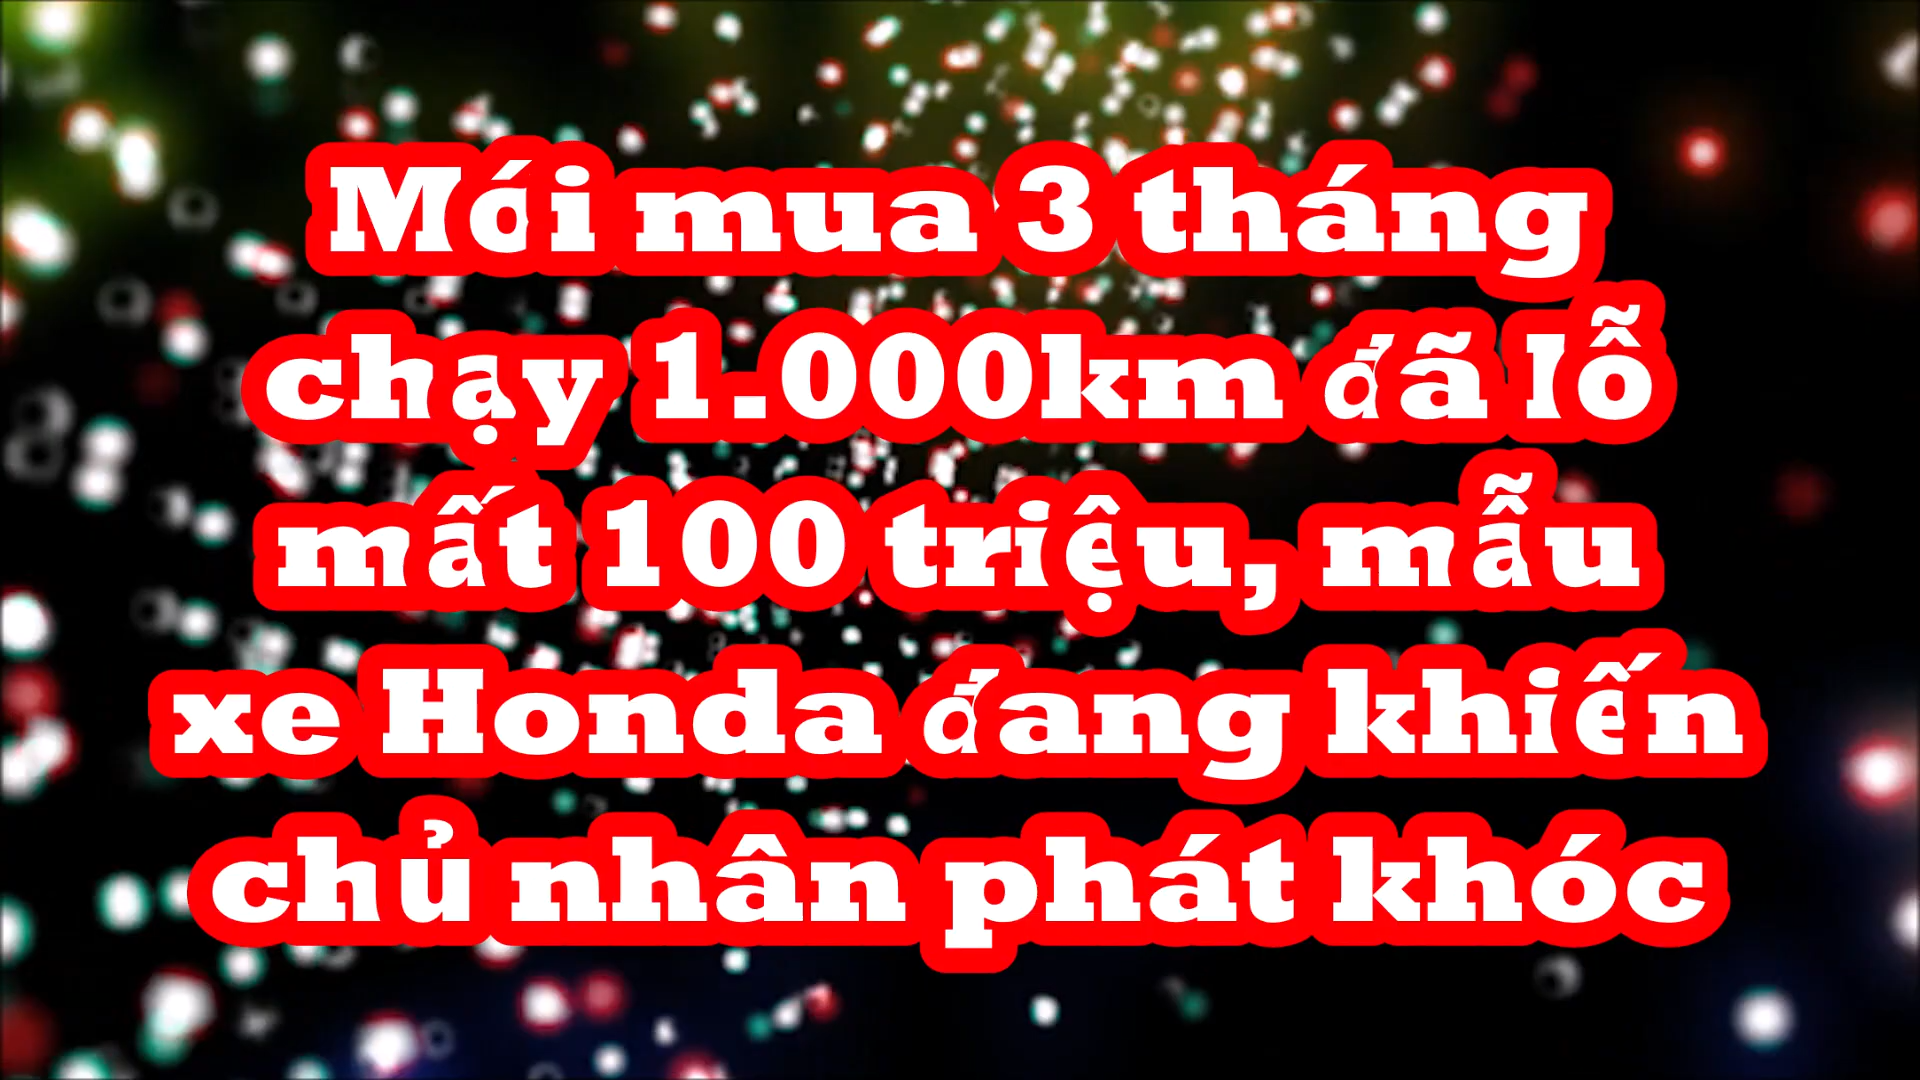 Mới mua 3 tháng
chạy 1.000km đã lỗ
mất 100 triệu, mẫu
xe Honda đang khiến
chủ nhân phát khóc